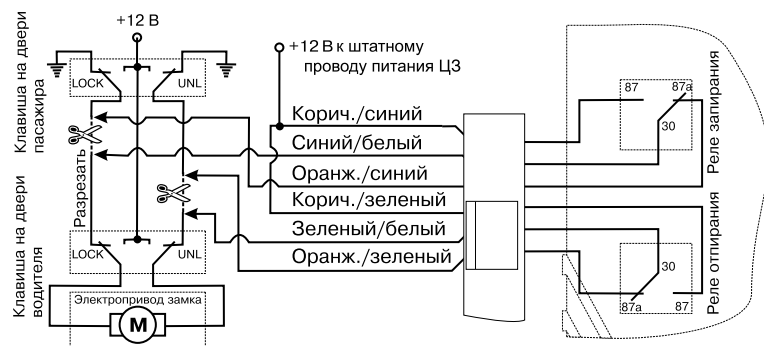 +12 В
Клавиша на двери
пасажира
LOCK
UNL
+12 В к штатному
проводу питания ЦЗ
Разрезать
Корич./синий
Синий/белый
Оранж./синий
Корич./зеленый
Зеленый/белый
Оранж./зеленый
87
87а
30
Реле запирания
Клавиша на двери
водителя
LOCK
UNL
Электропривод замка
М
30
87а
87
Реле отпирания